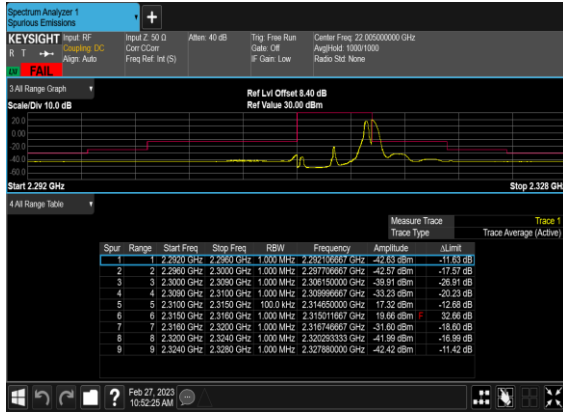 Spectrum Analyzer 1
Spurious Emissions
KEYSIGHT Input: RF Input Z: 50 Ω Atten: 40 dB Trig: Free Run Center Freq: 22.005000000 GHz
R T Coupling: DC Corr CCorr Gate: Off Avg|Hold: 1000/1000
Align: Auto Freq Ref: Int (S) IF Gain: Low Radio Std: None
FAIL
3 All Range Graph Ref Lvl Offset 8.40 dB
Scale/Div 10.0 dB Ref Value 30.00 dBm
20.0
0.00
-20.0
-40.0
-60.0
Start 2.292 GHz Stop 2.328 GHz
4 All Range Table
Measure Trace Trace 1
Trace Type Trace Average (Active)
Spur Range Start Freq Stop Freq RBW Frequency Amplitude ΔLimit
1 1 2.2920 GHz 2.2960 GHz 1.000 MHz 2.292106667 GHz -42.63 dBm -11.63 dB
2 2 2.2960 GHz 2.3000 GHz 1.000 MHz 2.297706667 GHz -42.57 dBm -17.57 dB
3 3 2.3000 GHz 2.3090 GHz 1.000 MHz 2.306150000 GHz -39.91 dBm -26.91 dB
4 4 2.3090 GHz 2.3100 GHz 1.000 MHz 2.309996667 GHz -33.23 dBm -20.23 dB
5 5 2.3100 GHz 2.3150 GHz 100.0 kHz 2.314650000 GHz 17.32 dBm -12.68 dB
6 6 2.3150 GHz 2.3160 GHz 1.000 MHz 2.315011667 GHz 19.66 dBm F 32.66 dB
7 7 2.3160 GHz 2.3200 GHz 1.000 MHz 2.316746667 GHz -31.60 dBm -18.60 dB
8 8 2.3200 GHz 2.3240 GHz 1.000 MHz 2.320293333 GHz -41.99 dBm -16.99 dB
9 9 2.3240 GHz 2.3280 GHz 1.000 MHz 2.327880000 GHz -42.42 dBm -11.42 dB
Feb 27, 2023
10:52:25 AM